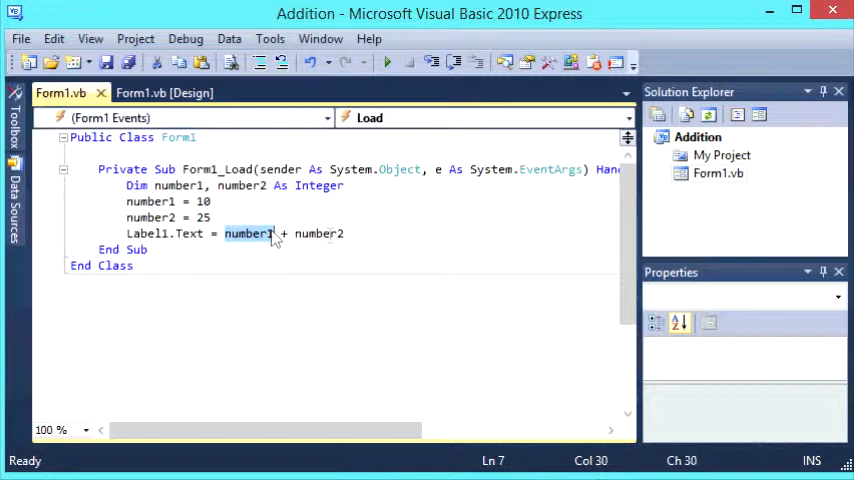 Addition - Microsoft Visual Basic 2010 Express
File Edit View Project Debug Data Tools Window Help
Form1.vb Form1.vb [Design]
Solution Explorer
(Form1 Events) Load
Toolbox
Data Sources
Public Class Form1
Private Sub Form1_Load(sender As System.Object, e As System.EventArgs) Han
Dim number1, number2 As Integer
number1 = 10
number2 = 25
Label1.Text = number1 + number2
End Sub
End Class
Addition
My Project
Form1.vb
Properties
100 %
Ready Ln 7 Col 30 Ch 30 INS